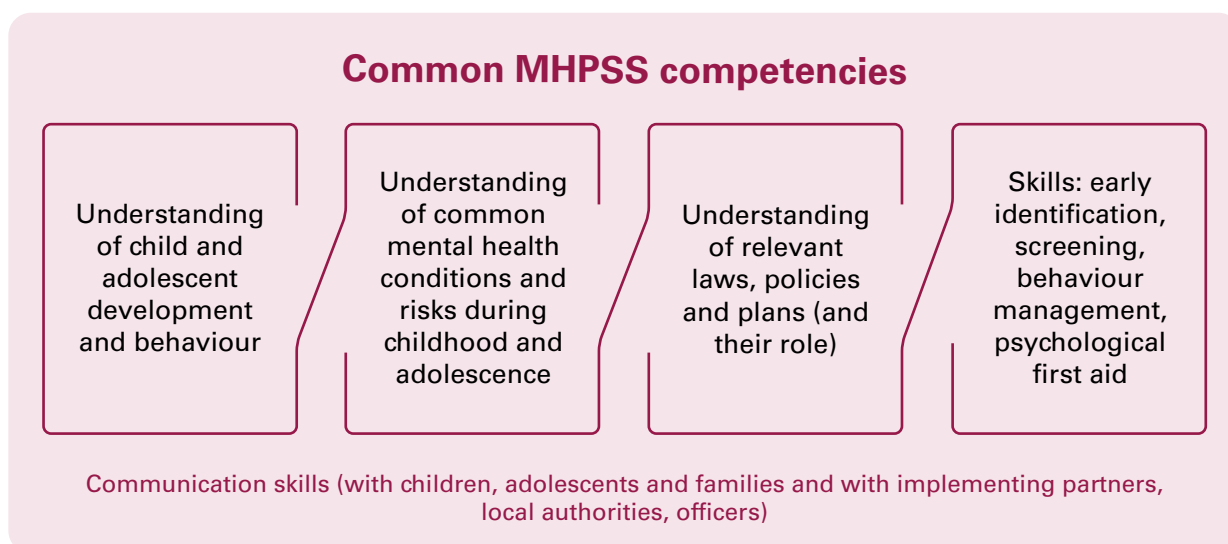 Common MHPSS competencies
Understanding
of child and
adolescent
development
and behaviour
Understanding
of common
mental health
conditions and
risks during
childhood and
adolescence
Understanding
of relevant
laws, policies
and plans (and
their role)
Skills: early
identification,
screening,
behaviour
management,
psychological
first aid
Communication skills (with children, adolescents and families and with implementing partners,
local authorities, officers)